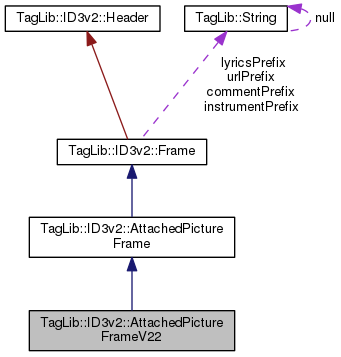 TagLib::ID3v2::Header
TagLib::String
null
lyricsPrefix
urlPrefix
commentPrefix
instrumentPrefix
TagLib::ID3v2::Frame
TagLib::ID3v2::AttachedPicture
Frame
TagLib::ID3v2::AttachedPicture
FrameV22